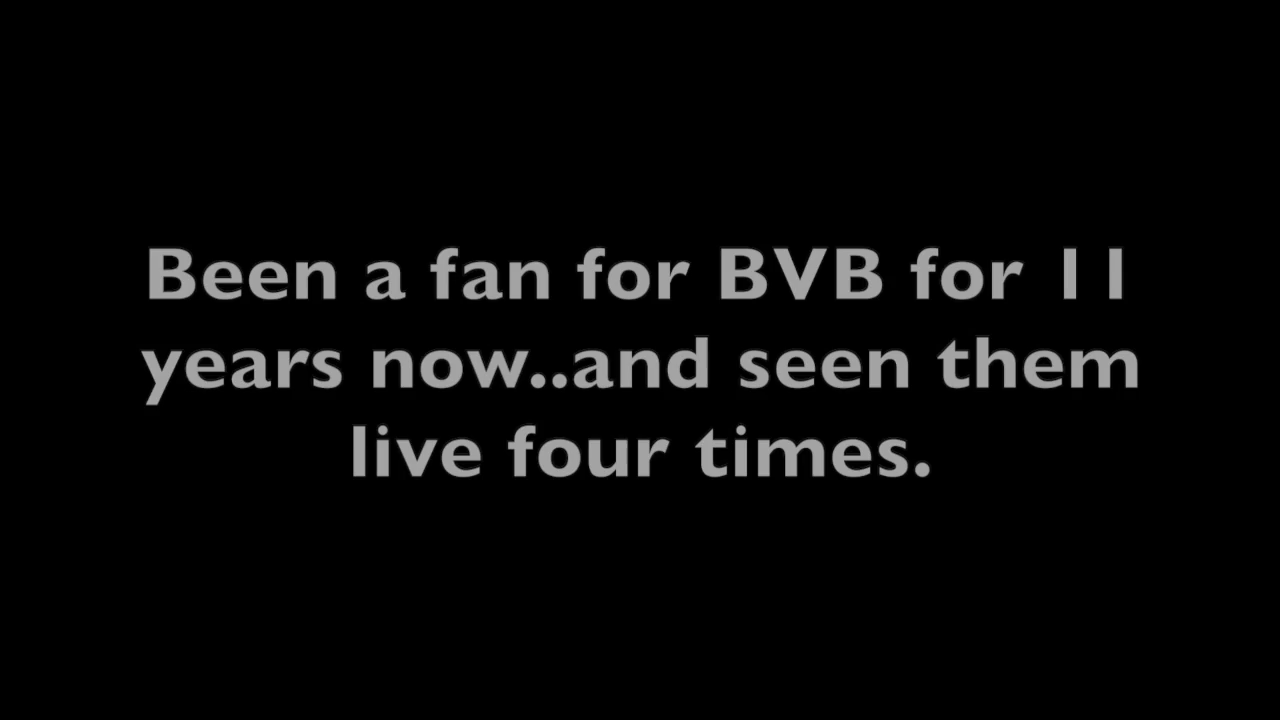 Been a fan for BVB for 11
years now..and seen them
live four times.